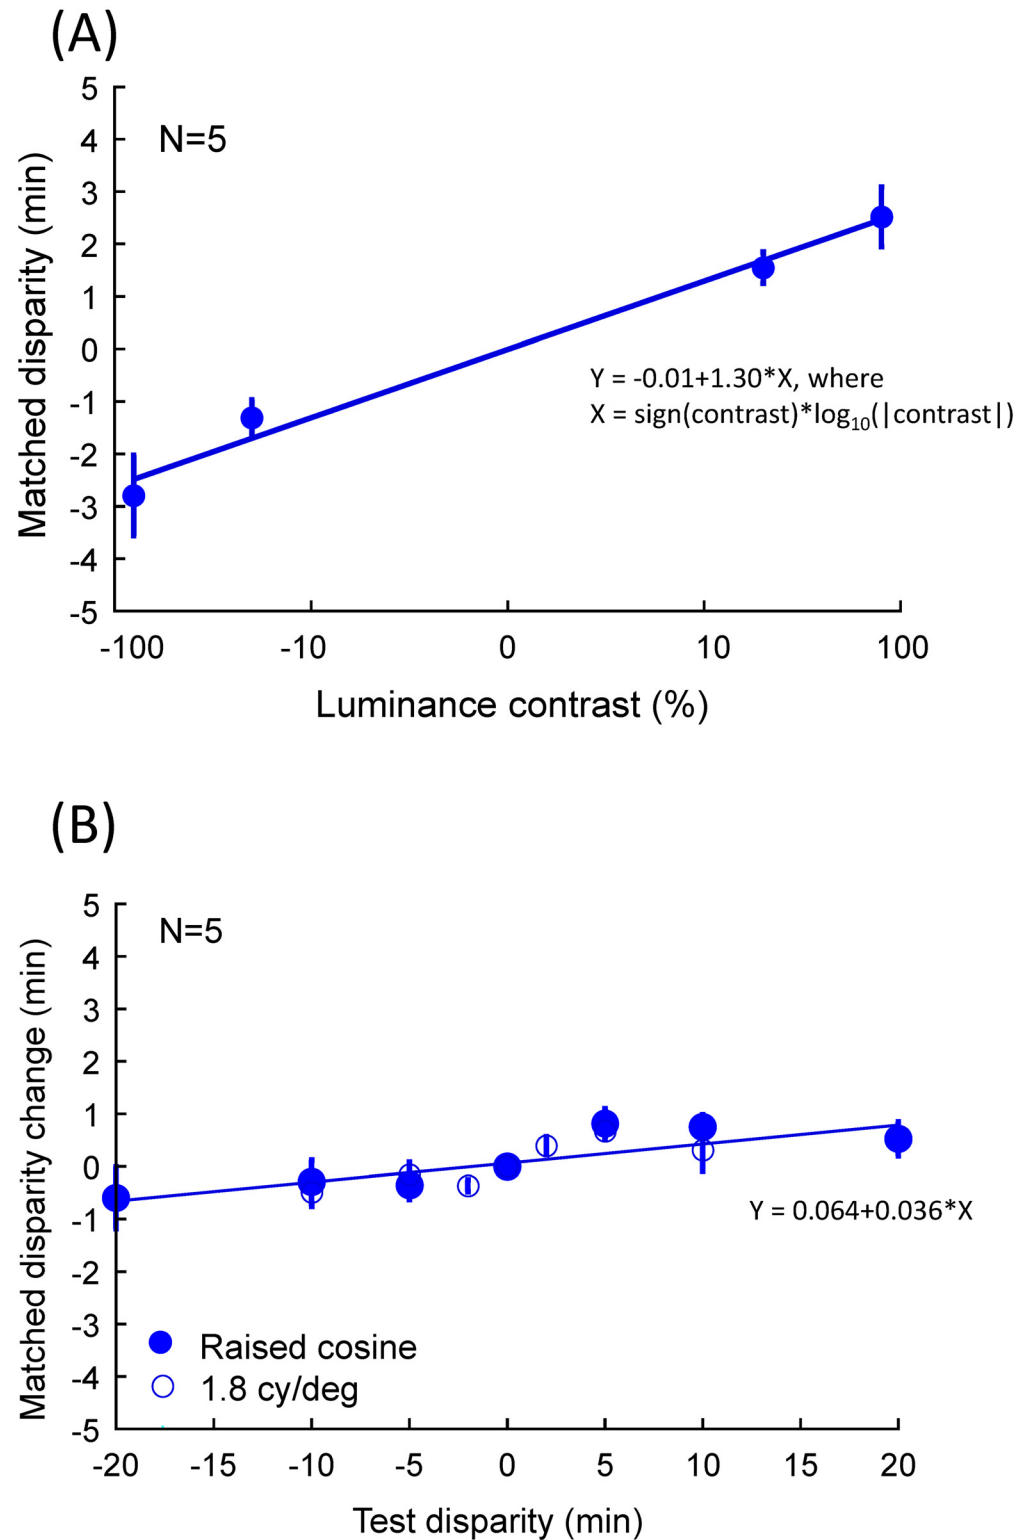 (A)
5
4
3
2
1
0
-1
-2
-3
-4
-5
Matched disparity (min)
N=5
Y = -0.01+1.30*X, where
X = sign(contrast)*log10(|contrast|)
-100 -10 0 10 100
Luminance contrast (%)
(B)
5
4
3
2
1
0
-1
-2
-3
-4
-5
Matched disparity change (min)
N=5
Y = 0.064+0.036*X
Raised cosine
1.8 cy/deg
-20 -15 -10 -5 0 5 10 15 20
Test disparity (min)